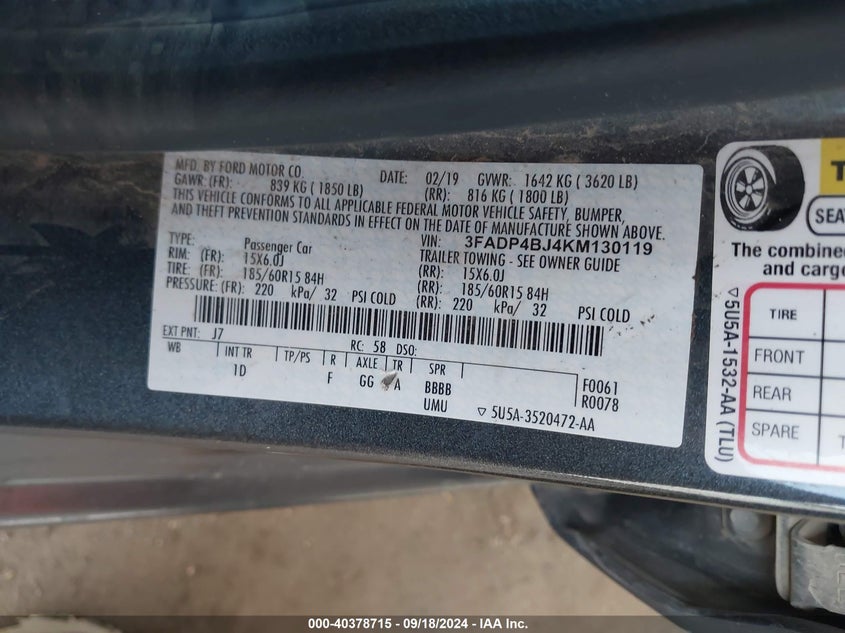 MFD. BY FORD MOTOR CO.
DATE: 02/19 GVWR: 1642 KG ( 3620 LB)
GAWR: (FR): 839 KG ( 1850 LB) (RR): 816 KG ( 1800 LB)
THIS VEHICLE CONFORMS TO ALL APPLICABLE FEDERAL MOTOR VEHICLE SAFETY, BUMPER,
AND THEFT PREVENTION STANDARDS IN EFFECT ON THE DATE OF MANUFACTURE SHOWN ABOVE.
VIN: 3FADP4BJ4KM130119
TYPE: Passenger Car TRAILER TOWING - SEE OWNER GUIDE
RIM: (FR): 15X6.0J (RR): 15X6.0J
TIRE: (FR): 185/60R15 84H (RR): 185/60R15 84H
PRESSURE: (FR): 220 kPa/ 32 PSI COLD (RR): 220 kPa/ 32 PSI COLD
EXT PNT: J7 RC: 58 DSO:
WB INT TR TP/PS R AXLE TR SPR
1D F GG A BBBB F0061
UMU R0078
▽ 5U5A-3520472-AA
T
SEA
The combined
and cargo
TIRE
FRONT
REAR
SPARE T
▽5U5A-1532-AA (TLU)
000-40378715 - 09/18/2024 - IAA Inc.